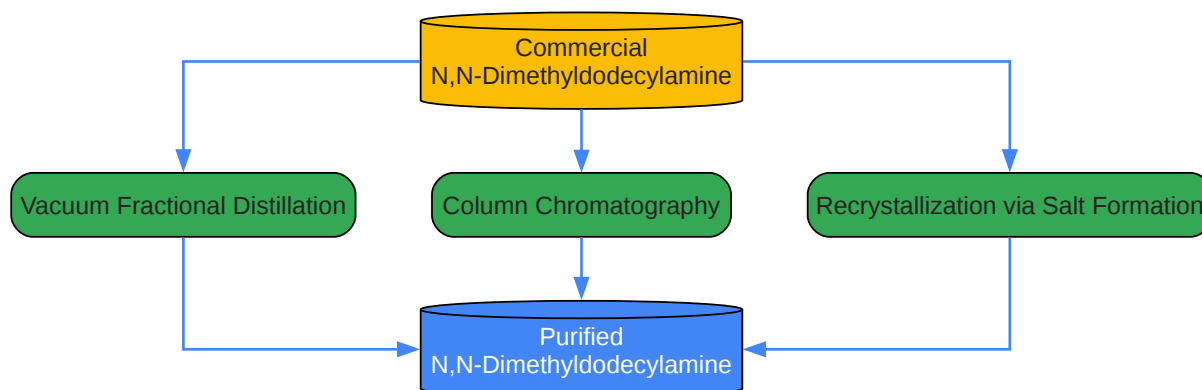 Commercial
N,N-Dimethyldodecylamine
Vacuum Fractional Distillation
Column Chromatography
Recrystallization via Salt Formation
Purified
N,N-Dimethyldodecylamine